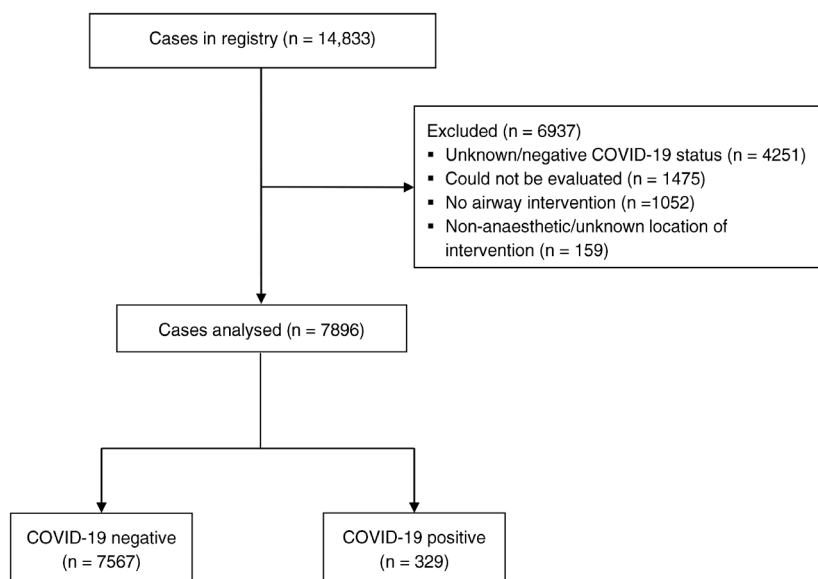 Cases in registry (n = 14,833)
Excluded (n = 6937)
▪ Unknown/negative COVID-19 status (n = 4251)
▪ Could not be evaluated (n = 1475)
▪ No airway intervention (n =1052)
▪ Non-anaesthetic/unknown location of
intervention (n = 159)
Cases analysed (n = 7896)
COVID-19 negative
(n = 7567)
COVID-19 positive
(n = 329)